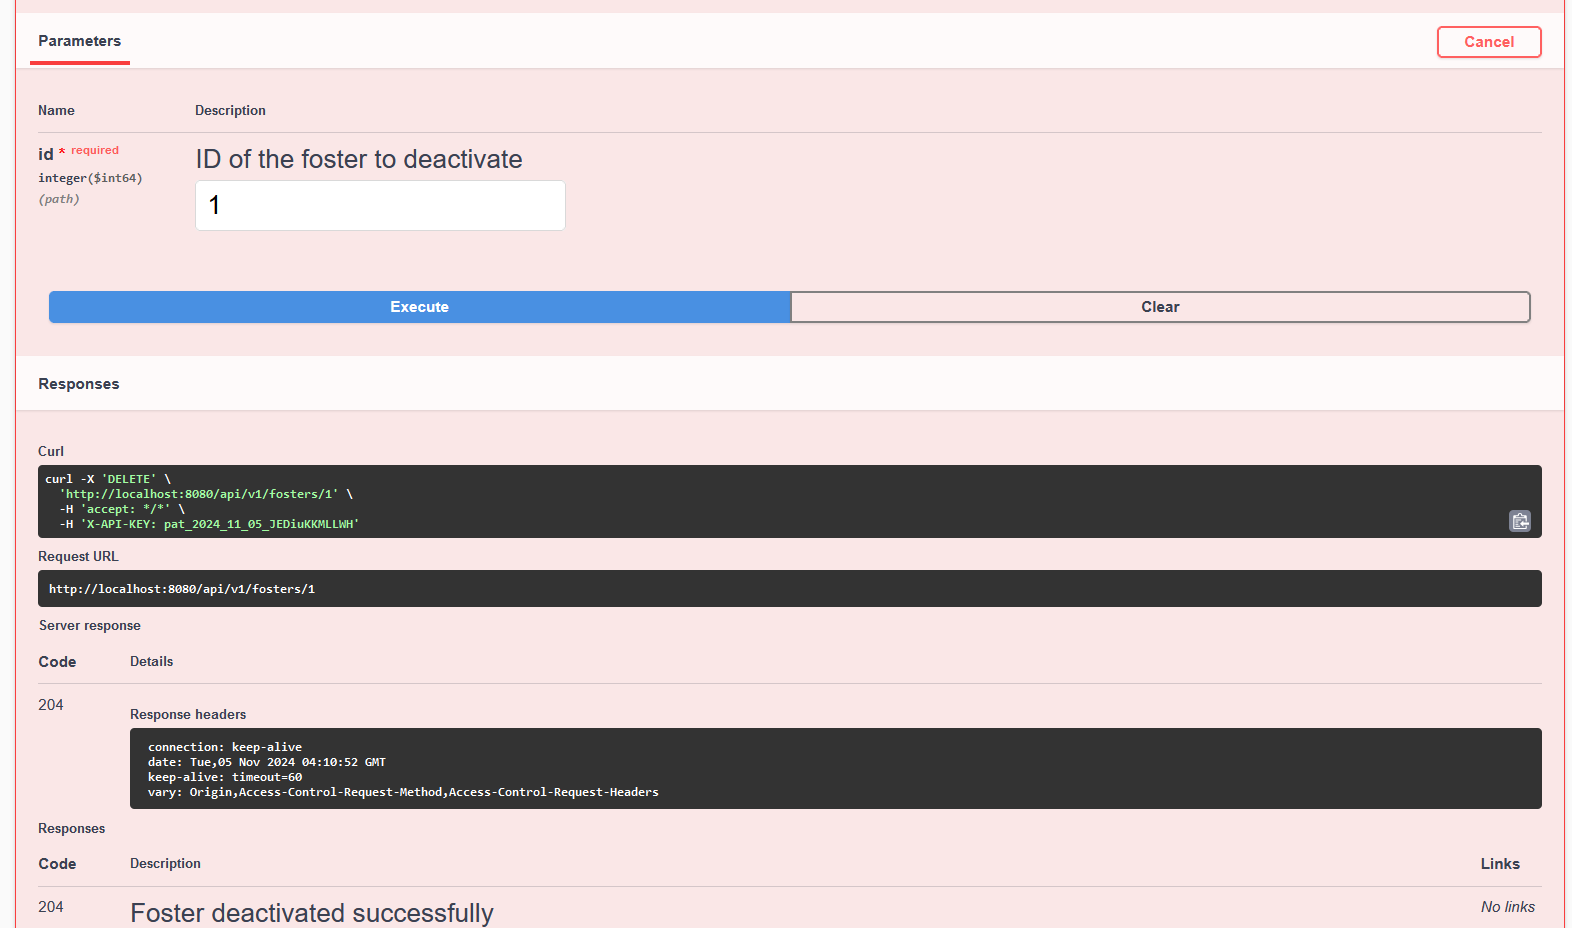 Parameters
Cancel
Name Description
id * required
integer($int64)
(path)
ID of the foster to deactivate
1
Execute
Clear
Responses
Curl
curl -X 'DELETE' \
'http://localhost:8080/api/v1/fosters/1' \
-H 'accept: */*' \
-H 'X-API-KEY: pat_2024_11_05_JEDiuKKMLLWH'
Request URL
http://localhost:8080/api/v1/fosters/1
Server response
Code Details
204
Response headers
connection: keep-alive
date: Tue,05 Nov 2024 04:10:52 GMT
keep-alive: timeout=60
vary: Origin,Access-Control-Request-Method,Access-Control-Request-Headers
Responses
Code Description Links
204 Foster deactivated successfully No links